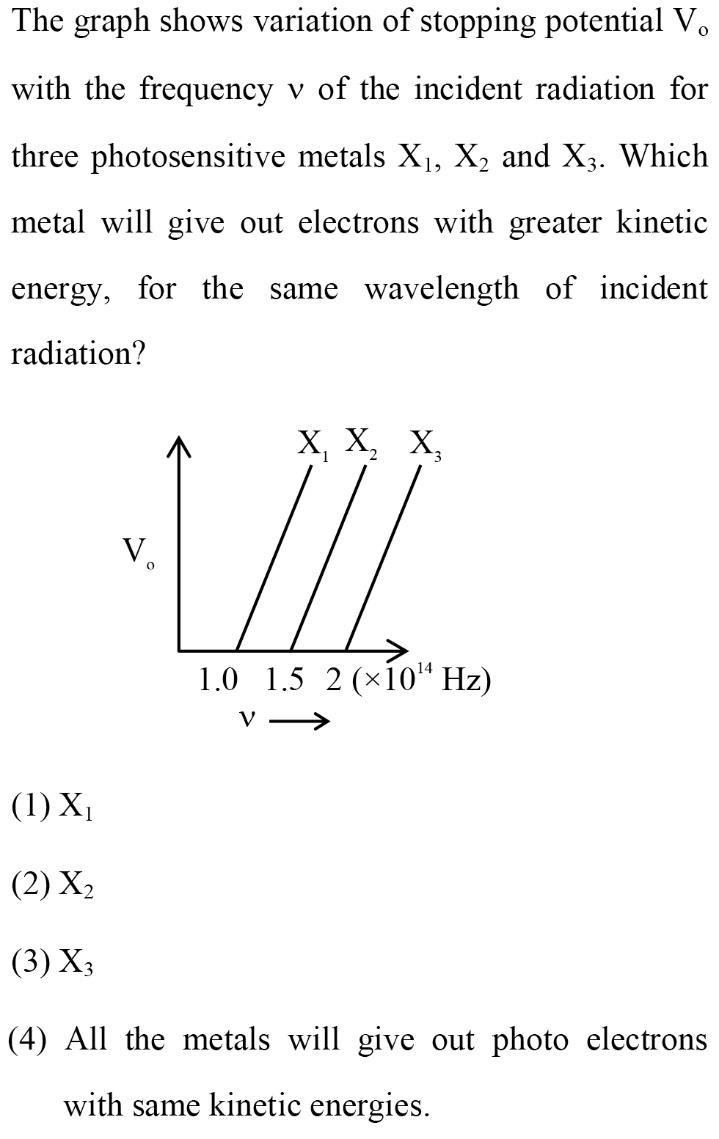 The graph shows variation of stopping potential Vₒ
with the frequency ν of the incident radiation for
three photosensitive metals X₁, X₂ and X₃. Which
metal will give out electrons with greater kinetic
energy, for the same wavelength of incident
radiation?
X₁ X₂ X₃
Vₒ
1.0 1.5 2 (×10¹⁴ Hz)
ν
(1) X₁
(2) X₂
(3) X₃
(4) All the metals will give out photo electrons
with same kinetic energies.